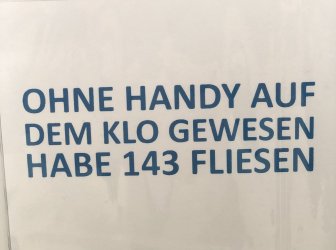 OHNE HANDY AUF
DEM KLO GEWESEN
HABE 143 FLIESEN